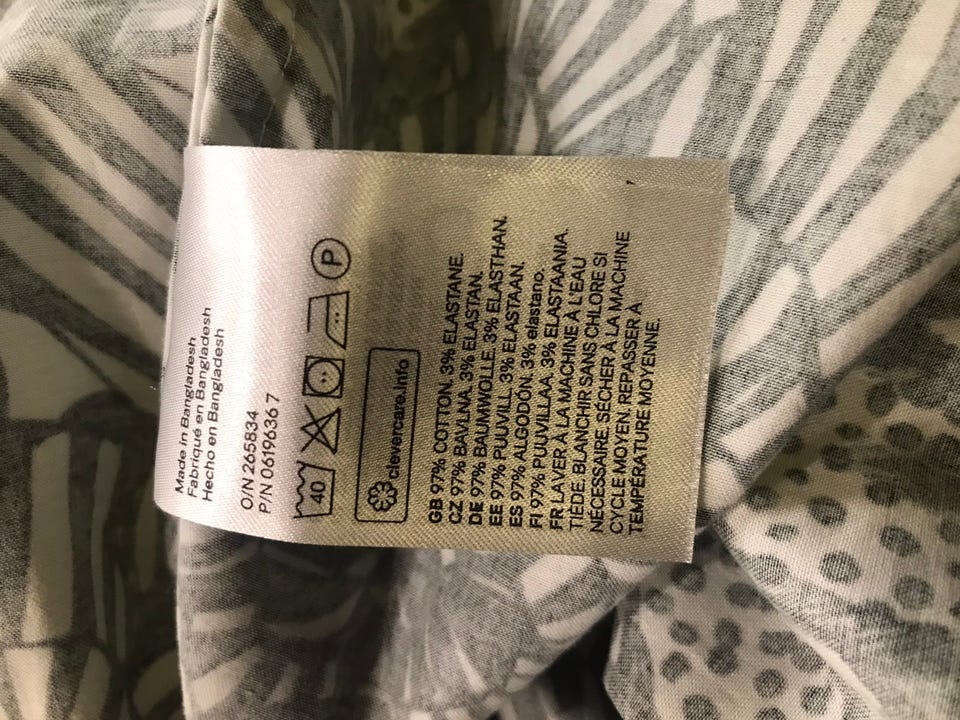 Made in Bangladesh
Fabriqué en Bangladesh
Hecho en Bangladesh
O/N 265834
P/N 0619636 7
40
P
clevercare.info
GB 97% COTTON. 3% ELASTANE.
CZ 97% BAVLNA. 3% ELASTAN.
DE 97% BAUMWOLLE. 3% ELASTHAN.
EE 97% PUUVILL. 3% ELASTAAN.
ES 97% ALGODÓN. 3% elastano.
FI 97% PUUVILLAA. 3% ELASTAANIA.
FR LAVER À LA MACHINE À L'EAU
TIÈDE. BLANCHIR SANS CHLORE SI
NÉCESSAIRE. SÉCHER À LA MACHINE
CYCLE MOYEN. REPASSER À
TEMPÉRATURE MOYENNE.